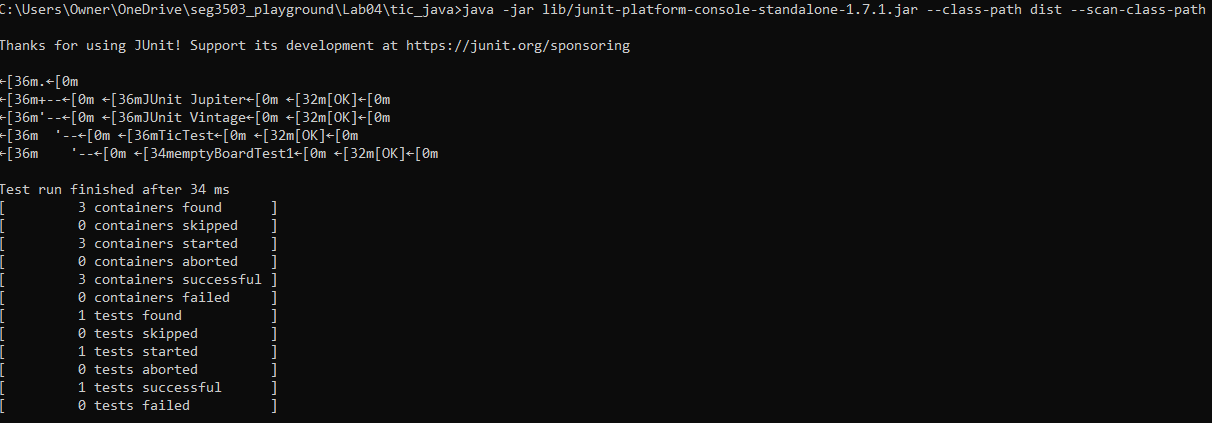 C:\Users\Owner\OneDrive\seg3503_playground\Lab04\tic_java>java -jar lib/junit-platform-console-standalone-1.7.1.jar --class-path dist --scan-class-path
Thanks for using JUnit! Support its development at https://junit.org/sponsoring
←[36m.←[0m
←[36m+--←[0m ←[36mJUnit Jupiter←[0m ←[32m[OK]←[0m
←[36m'--←[0m ←[36mJUnit Vintage←[0m ←[32m[OK]←[0m
←[36m  '--←[0m ←[36mTicTest←[0m ←[32m[OK]←[0m
←[36m    '--←[0m ←[34memptyBoardTest1←[0m ←[32m[OK]←[0m
Test run finished after 34 ms
[         3 containers found      ]
[         0 containers skipped    ]
[         3 containers started    ]
[         0 containers aborted    ]
[         3 containers successful ]
[         0 containers failed     ]
[         1 tests found           ]
[         0 tests skipped         ]
[         1 tests started         ]
[         0 tests aborted         ]
[         1 tests successful      ]
[         0 tests failed          ]